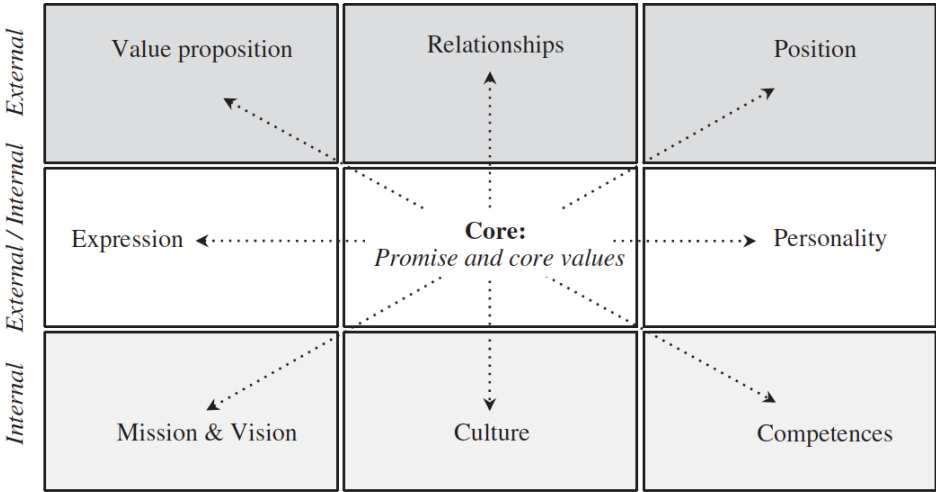 External
Value proposition
Relationships
Position
External / Internal
Expression
Core:
Promise and core values
Personality
Internal
Mission & Vision
Culture
Competences